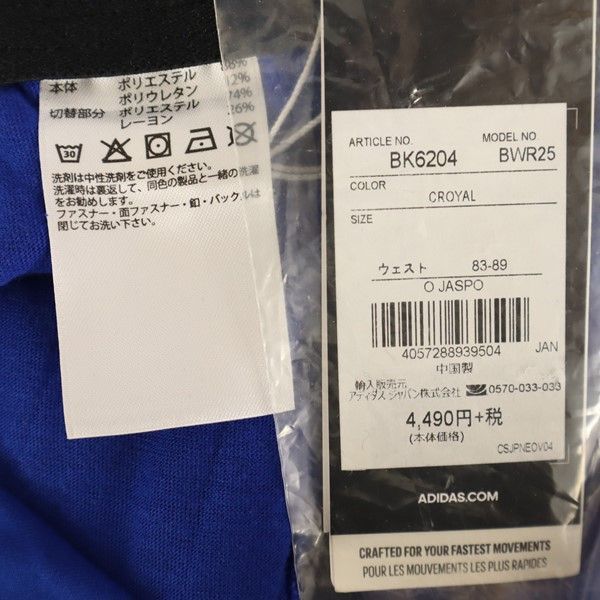 本体 ポリエステル 88%
ポリウレタン 12%
切替部分 ポリエステル 74%
レーヨン 26%
30
洗剤は中性洗剤をご使用ください。
洗濯時は裏返して、同色の製品と一緒の洗濯
をお勧めします。
ファスナー・面ファスナー・釦・バックル
閉じてお洗い下さい。
ARTICLE NO. MODEL NO
BK6204 BWR25
COLOR
CROYAL
SIZE
ウェスト 83-89
O JASPO
4057288939504 JAN
中国製
輸入販売元
アディダス ジャパン株式会社 0570-033-033
4,490円+税
(本体価格)
CSJPNEOV04
ADIDAS.COM
CRAFTED FOR YOUR FASTEST MOVEMENTS
POUR LES MOUVEMENTS LES PLUS RAPIDES